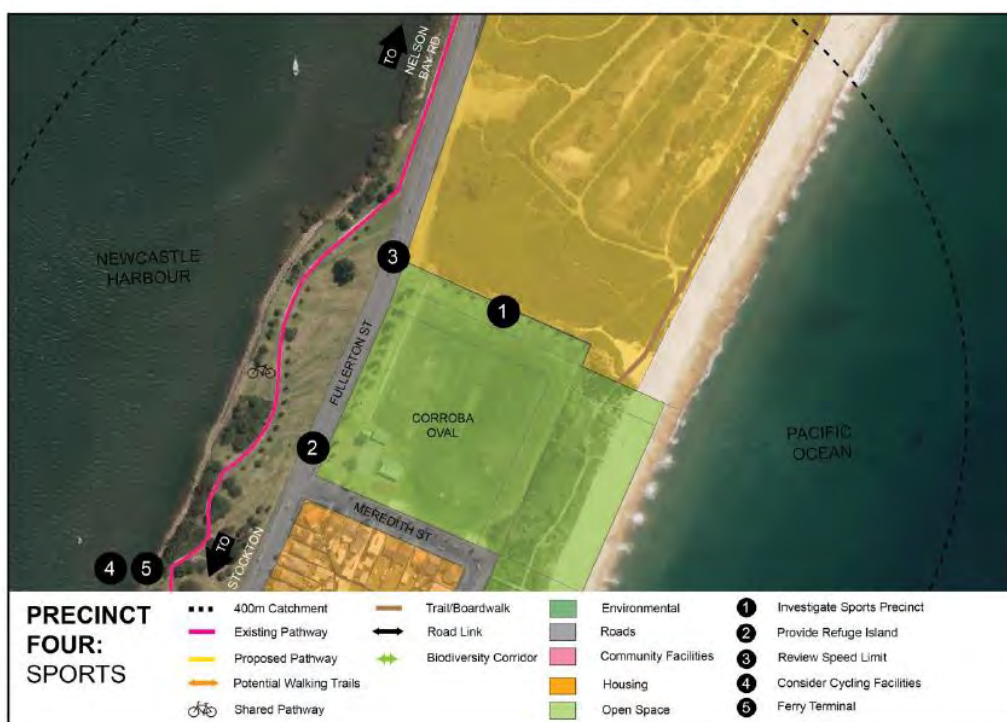 TO
NELSON
BAY RD
NEWCASTLE
HARBOUR
3
1
FULLERTON ST
CORROBA
OVAL
PACIFIC
OCEAN
2
MEREDITH ST
TO
STOCKTON
4
5
PRECINCT
FOUR:
SPORTS
400m Catchment
Existing Pathway
Proposed Pathway
Potential Walking Trails
Shared Pathway
Trail/Boardwalk
Road Link
Biodiversity Corridor
Environmental
Roads
Community Facilities
Housing
Open Space
1 Investigate Sports Precinct
2 Provide Refuge Island
3 Review Speed Limit
4 Consider Cycling Facilities
5 Ferry Terminal